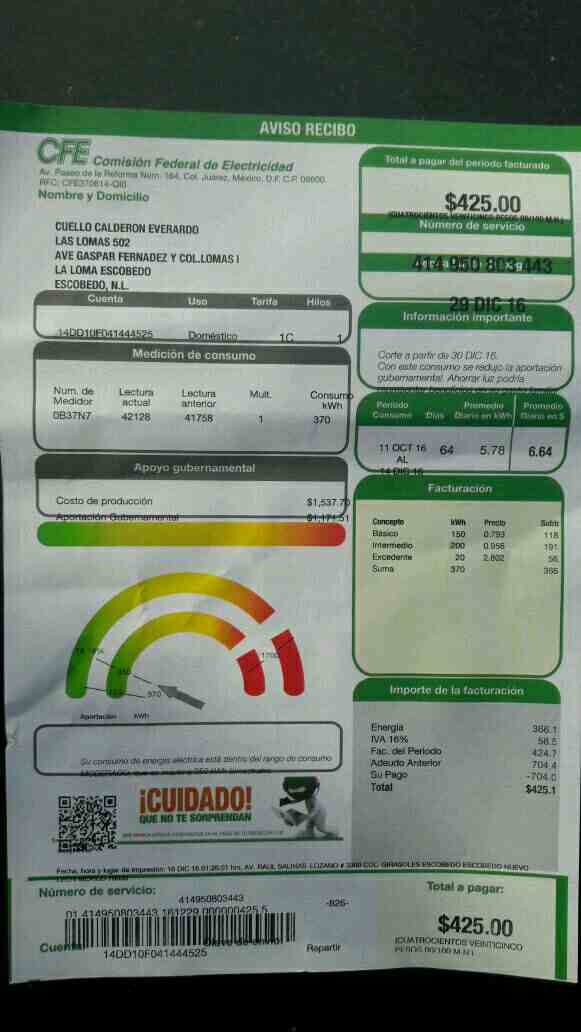 AVISO RECIBO
CFE Comisión Federal de Electricidad
Av. Paseo de la Reforma Núm. 164, Col. Juárez, México, D.F. C.P. 06600.
RFC: CFE370814-QI0
Nombre y Domicilio
CUELLO CALDERON EVERARDO
LAS LOMAS 502
AVE GASPAR FERNADEZ Y COL.LOMAS I
LA LOMA ESCOBEDO
ESCOBEDO, N.L.
Total a pagar del periodo facturado
$425.00
(CUATROCIENTOS VEINTICINCO PESOS 00/100 M.N.)
Número de servicio
414 950 803 443
29 DIC 16
Cuenta Uso Tarifa Hilos
14DD10F041444525 Doméstico 1C 1
Información importante
Corte a partir de 30 DIC 16.
Con este consumo se redujo la aportación
gubernamental. Ahorrar luz podría
Medición de consumo
Num. de Medidor Lectura actual Lectura anterior Mult. Consumo kWh
0B37N7 42128 41758 1 370
Periodo Consumo Días Promedio Diario en kWh Promedio Diario en $
11 OCT 16 AL 14 DIC 16 64 5.78 6.64
Apoyo gubernamental
Costo de producción $1,537.7
Aportación Gubernamental $1,171.51
Facturación
Concepto kWh Precio Subto
Básico 150 0.793 118
Intermedio 200 0.956 191
Excedente 20 2.802 56
Suma 370 366
1700
370
Aportación kWh
Su consumo de energía eléctrica está dentro del rango de consumo
Importe de la facturación
Energía 366.1
IVA 16% 58.5
Fac. del Periodo 424.7
Adeudo Anterior 704.4
Su Pago -704.0
Total $425.1
¡CUIDADO!
QUE NO TE SORPRENDAN
Fecha, hora y lugar de impresión: 16 DIC 16 01:26:01 hrs, AV. RAUL SALINAS LOZANO # 3300 COL. GIRASOLES ESCOBEDO ESCOBEDO NUEVO
Número de servicio:
414950803443
-B26-
01 414950803443 161229 000000425 5
Cuenta
14DD10F041444525
Repartir
Total a pagar:
$425.00
(CUATROCIENTOS VEINTICINCO
PESOS 00/100 M.N.)